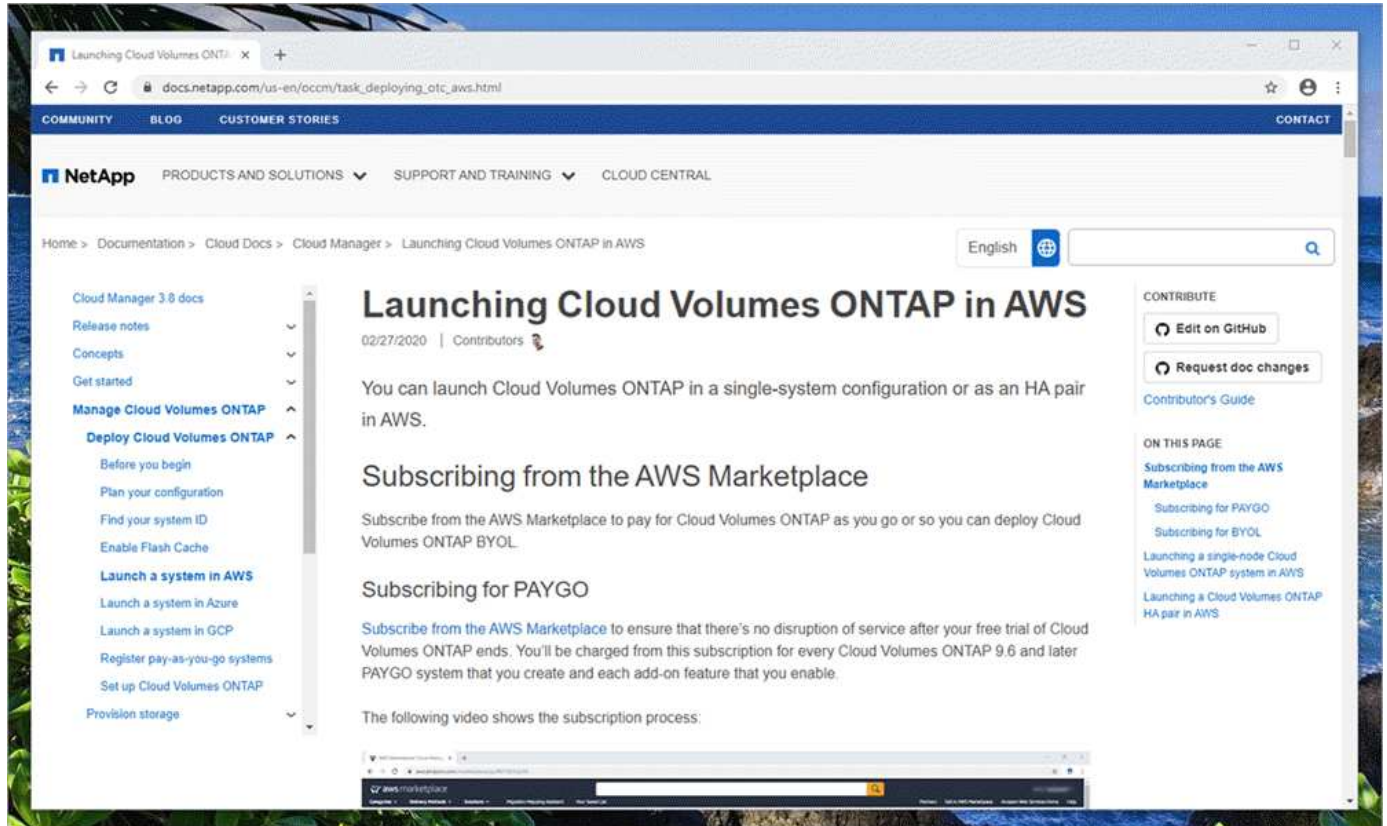 Launching Cloud Volumes ONTA
docs.netapp.com/us-en/occm/task_deploying_otc_aws.html
COMMUNITY BLOG CUSTOMER STORIES CONTACT
NetApp PRODUCTS AND SOLUTIONS SUPPORT AND TRAINING CLOUD CENTRAL
Home > Documentation > Cloud Docs > Cloud Manager > Launching Cloud Volumes ONTAP in AWS
English
Cloud Manager 3.8 docs
Release notes
Concepts
Get started
Manage Cloud Volumes ONTAP
Deploy Cloud Volumes ONTAP
Before you begin
Plan your configuration
Find your system ID
Enable Flash Cache
Launch a system in AWS
Launch a system in Azure
Launch a system in GCP
Register pay-as-you-go systems
Set up Cloud Volumes ONTAP
Provision storage
Launching Cloud Volumes ONTAP in AWS
02/27/2020 | Contributors
You can launch Cloud Volumes ONTAP in a single-system configuration or as an HA pair
in AWS.
Subscribing from the AWS Marketplace
Subscribe from the AWS Marketplace to pay for Cloud Volumes ONTAP as you go or so you can deploy Cloud
Volumes ONTAP BYOL.
Subscribing for PAYGO
Subscribe from the AWS Marketplace to ensure that there's no disruption of service after your free trial of Cloud
Volumes ONTAP ends. You'll be charged from this subscription for every Cloud Volumes ONTAP 9.6 and later
PAYGO system that you create and each add-on feature that you enable.
The following video shows the subscription process:
aws marketplace
CONTRIBUTE
Edit on GitHub
Request doc changes
Contributor's Guide
ON THIS PAGE
Subscribing from the AWS
Marketplace
Subscribing for PAYGO
Subscribing for BYOL
Launching a single-node Cloud
Volumes ONTAP system in AWS
Launching a Cloud Volumes ONTAP
HA pair in AWS